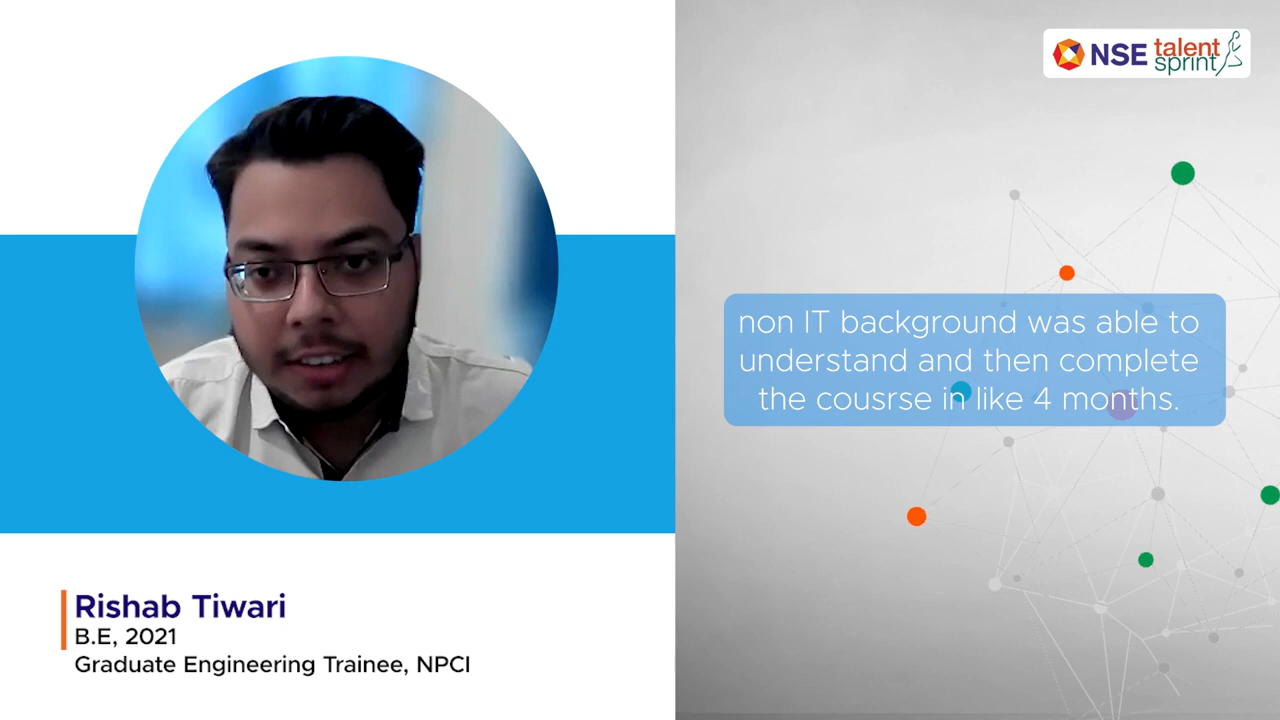 NSE talent sprint
non IT background was able to
understand and then complete
the cousrse in like 4 months.
Rishab Tiwari
B.E, 2021
Graduate Engineering Trainee, NPCI